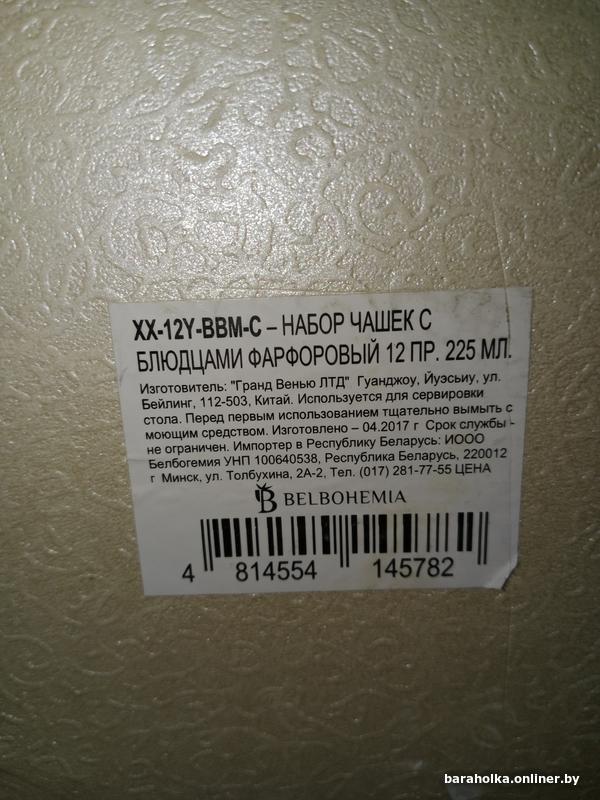 XX-12Y-BBM-C – НАБОР ЧАШЕК С
БЛЮДЦАМИ ФАРФОРОВЫЙ 12 ПР. 225 МЛ.
Изготовитель: "Гранд Венью ЛТД" Гуанджоу, Йуэсьиу, ул.
Бейлинг, 112-503, Китай. Используется для сервировки
стола. Перед первым использованием тщательно вымыть с
моющим средством. Изготовлено – 04.2017 г Срок службы -
не ограничен. Импортер в Республику Беларусь: ИООО
Белбогемия УНП 100640538, Республика Беларусь, 220012
г Минск, ул. Толбухина, 2А-2, Тел. (017) 281-77-55 ЦЕНА
BELBOHEMIA
4 814554 145782
baraholka.onliner.by